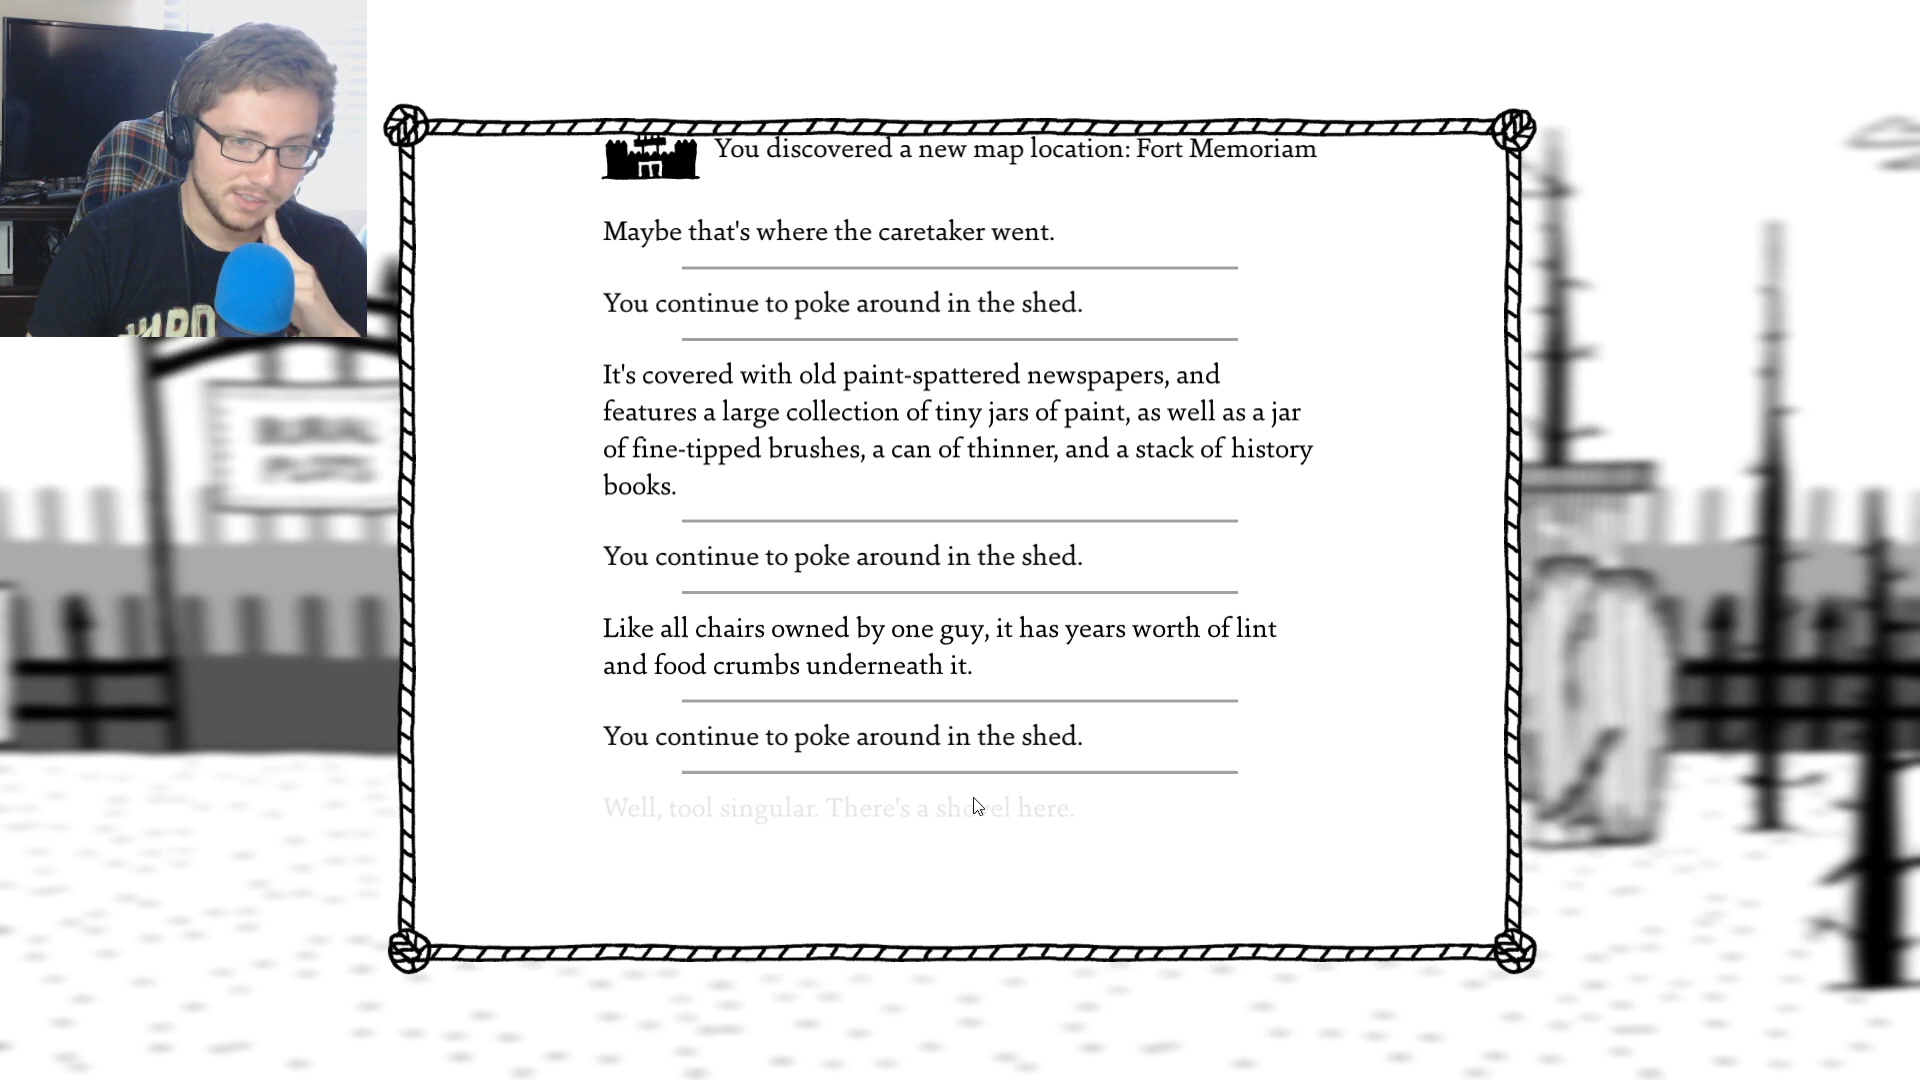 You discovered a new map location: Fort Memoriam
Maybe that's where the caretaker went.
You continue to poke around in the shed.
It's covered with old paint-spattered newspapers, and
features a large collection of tiny jars of paint, as well as a jar
of fine-tipped brushes, a can of thinner, and a stack of history
books.
You continue to poke around in the shed.
Like all chairs owned by one guy, it has years worth of lint
and food crumbs underneath it.
You continue to poke around in the shed.
Well, tool singular. There's a shovel here.